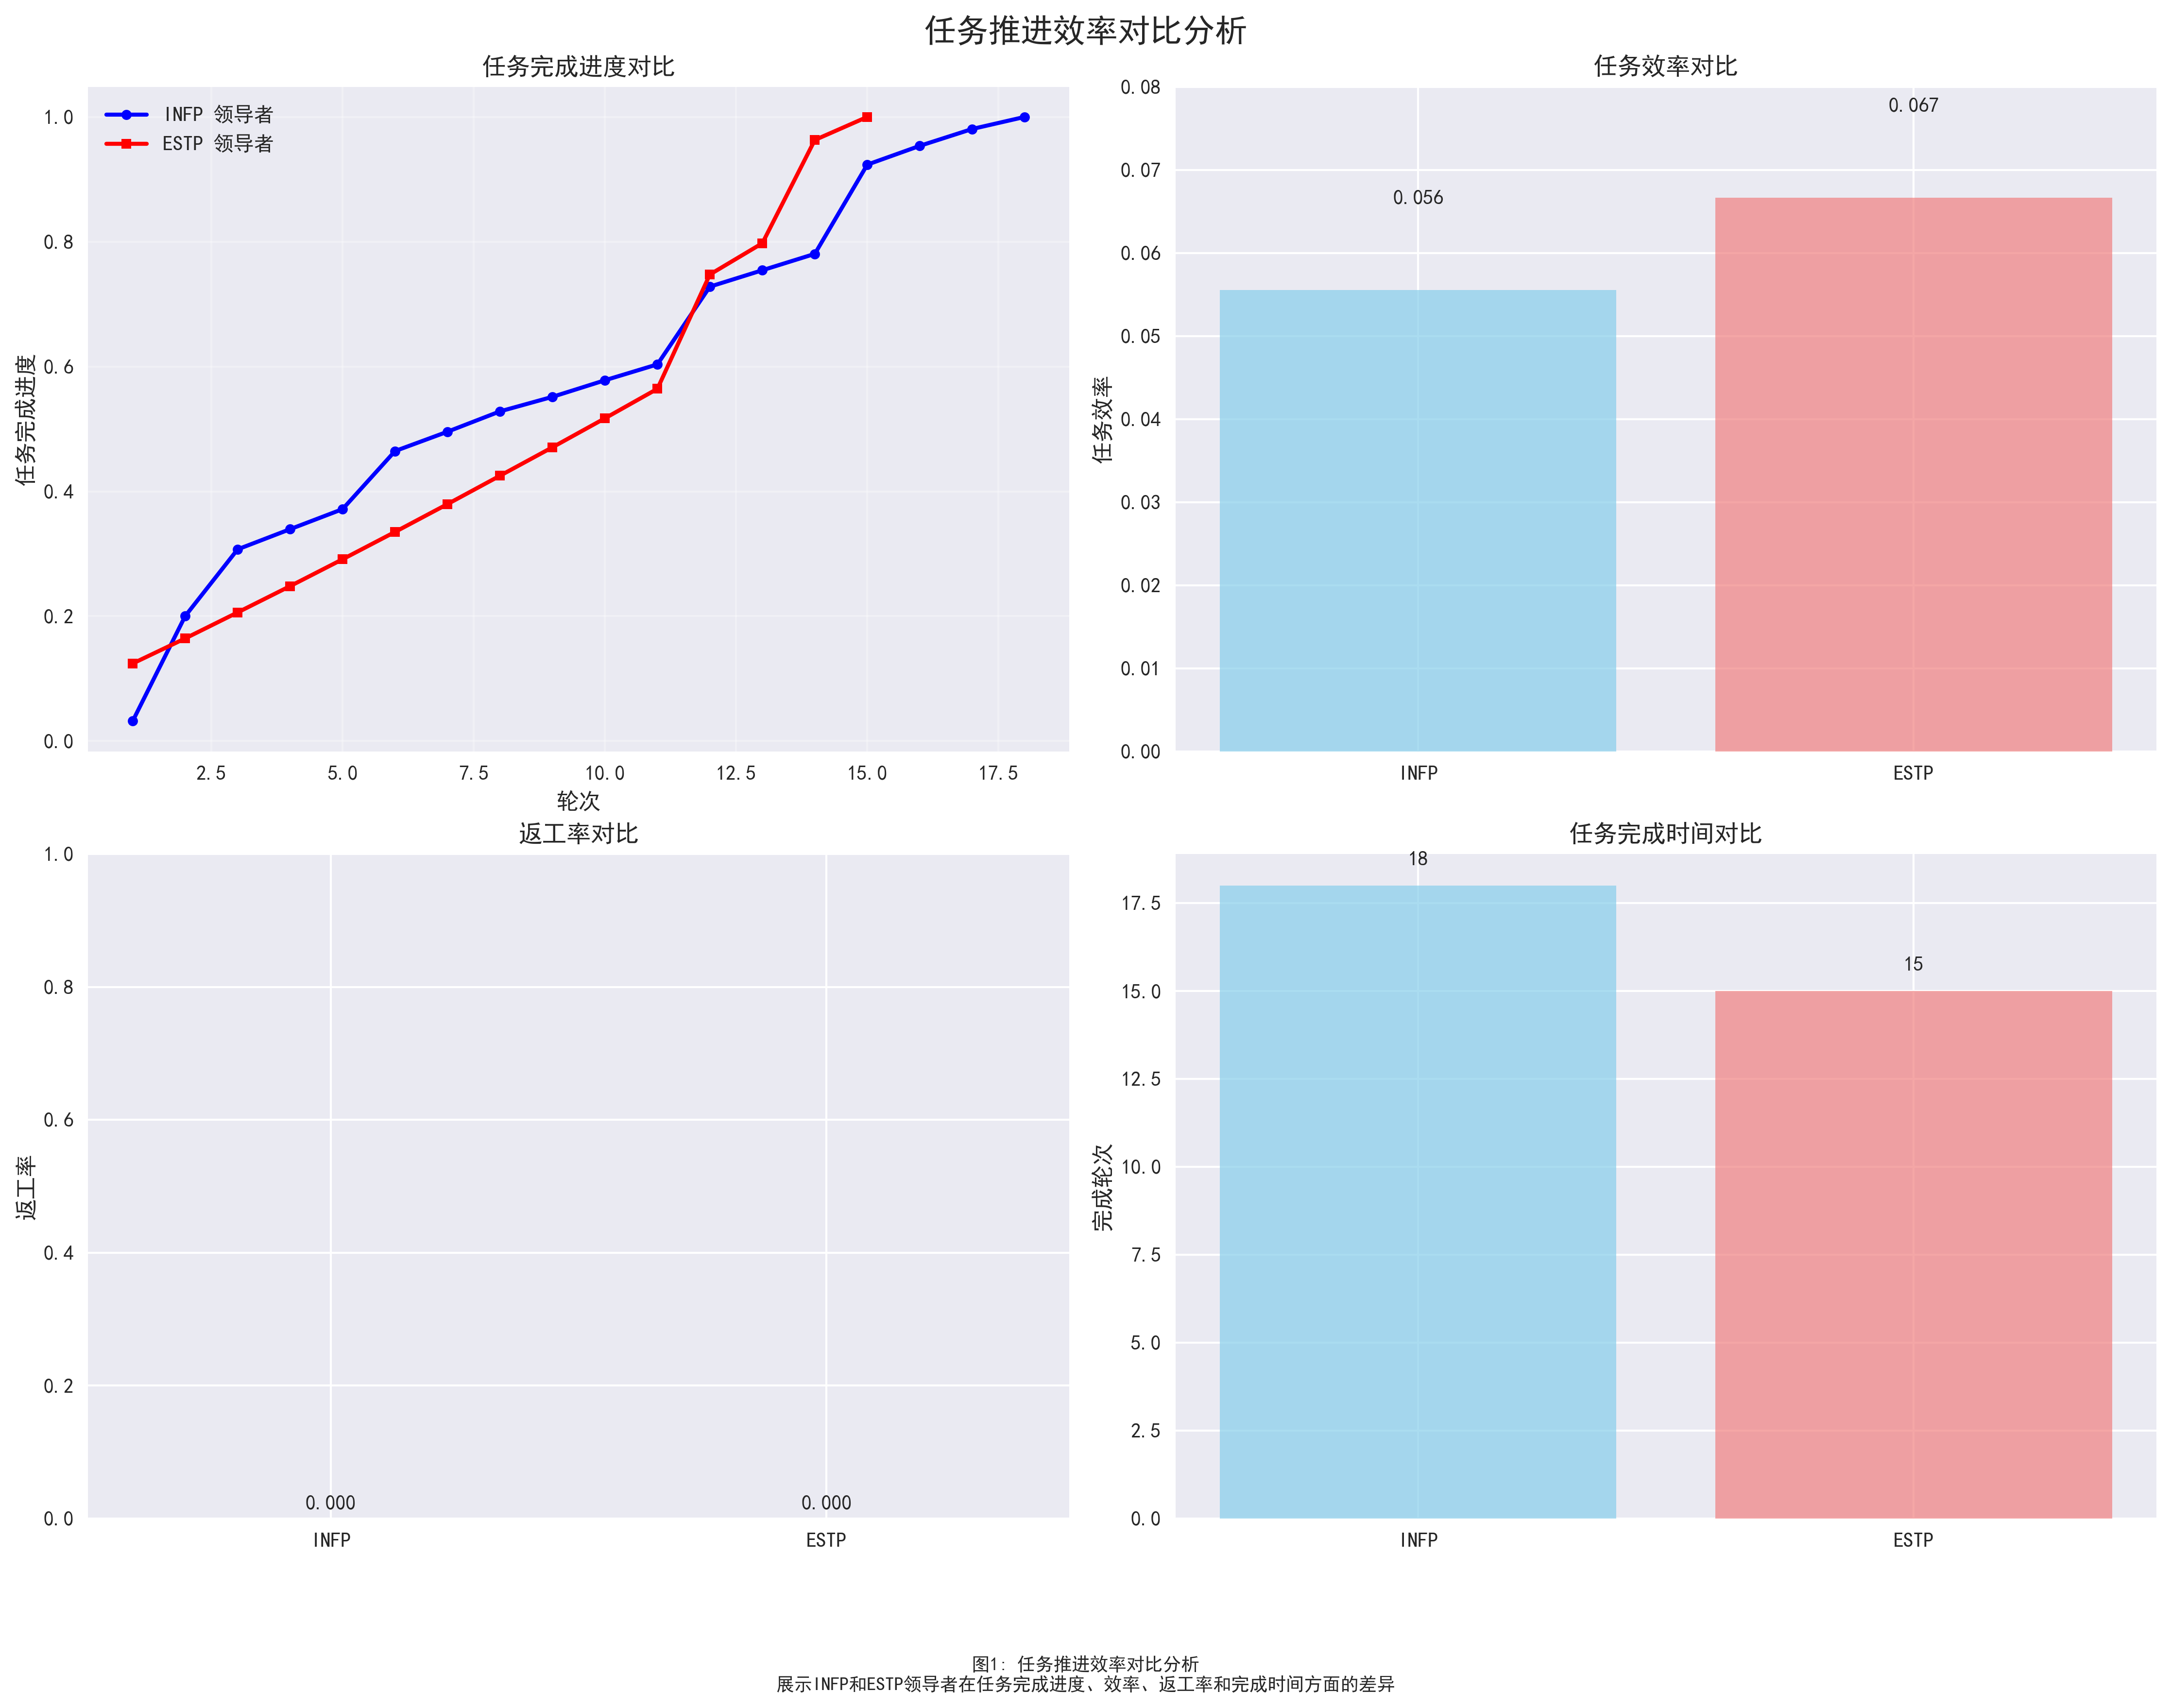 任务推进效率对比分析
任务完成进度对比
INFP 领导者
ESTP 领导者
任务完成进度
1.0
0.8
0.6
0.4
0.2
0.0
2.5 5.0 7.5 10.0 12.5 15.0 17.5
轮次
任务效率对比
任务效率
0.08
0.07
0.06
0.05
0.04
0.03
0.02
0.01
0.00
0.056
0.067
INFP ESTP
返工率对比
返工率
1.0
0.8
0.6
0.4
0.2
0.0
0.000 0.000
INFP ESTP
任务完成时间对比
完成轮次
17.5
15.0
12.5
10.0
7.5
5.0
2.5
0.0
18
15
INFP ESTP
图1: 任务推进效率对比分析
展示INFP和ESTP领导者在任务完成进度、效率、返工率和完成时间方面的差异